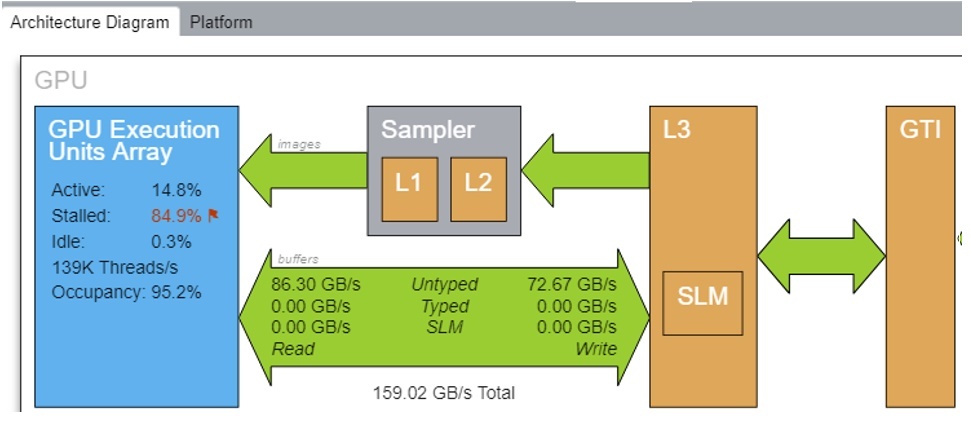 Architecture Diagram Platform
GPU
GPU Execution
Units Array
Active: 14.8%
Stalled: 84.9%
Idle: 0.3%
139K Threads/s
Occupancy: 95.2%
images
Sampler
L1 L2
L3
SLM
GTI
buffers
86.30 GB/s Untyped 72.67 GB/s
0.00 GB/s Typed 0.00 GB/s
0.00 GB/s SLM 0.00 GB/s
Read Write
159.02 GB/s Total